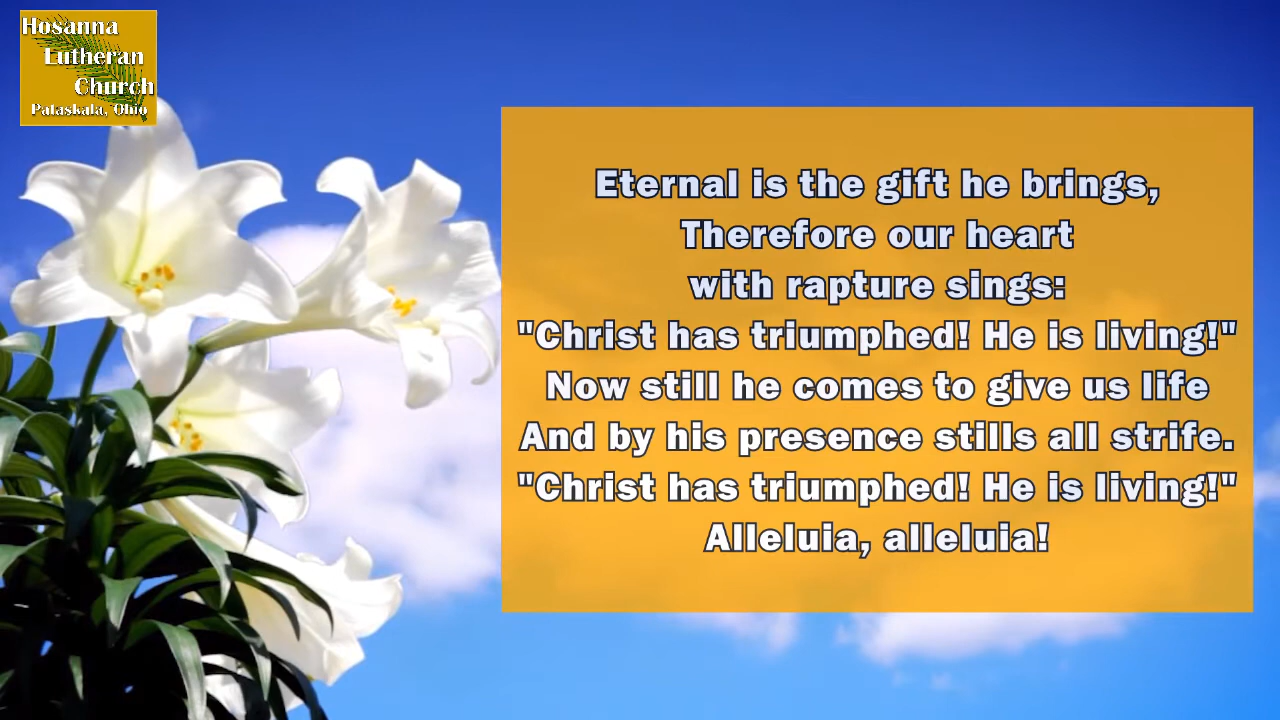 Hosanna
Lutheran
Church
Pataskala, Ohio
Eternal is the gift he brings,
Therefore our heart
with rapture sings:
"Christ has triumphed! He is living!"
Now still he comes to give us life
And by his presence stills all strife.
"Christ has triumphed! He is living!"
Alleluia, alleluia!